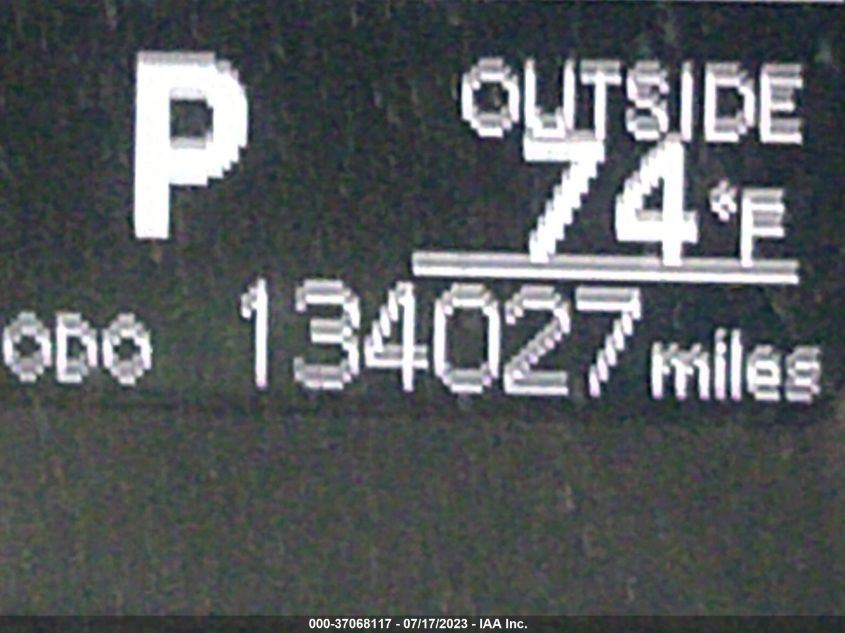 P
OUTSIDE
74°F
ODO 134027 miles
000-37068117 - 07/17/2023 - IAA Inc.